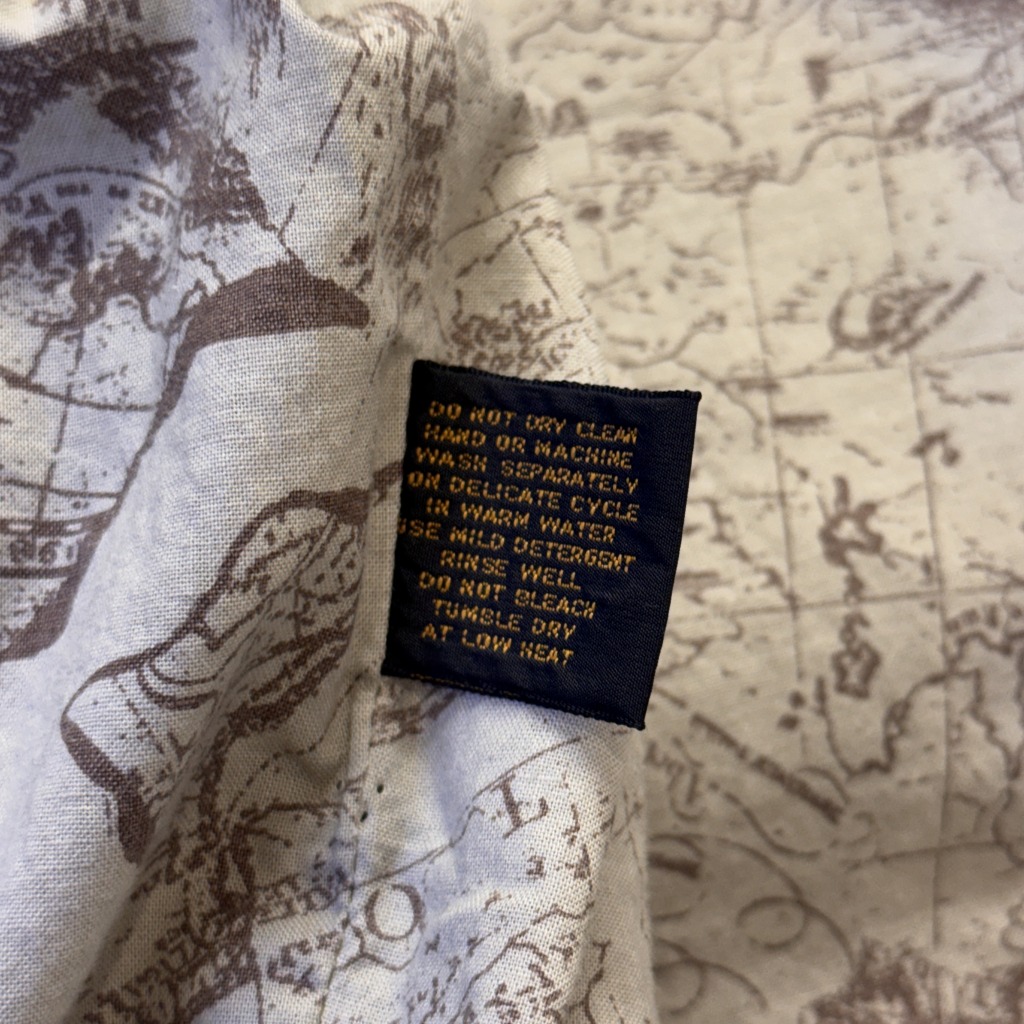 DO NOT DRY CLEAN
HAND OR MACHINE
WASH SEPARATELY
ON DELICATE CYCLE
IN WARM WATER
USE MILD DETERGENT
RINSE WELL
DO NOT BLEACH
TUMBLE DRY
AT LOW HEAT
L
O